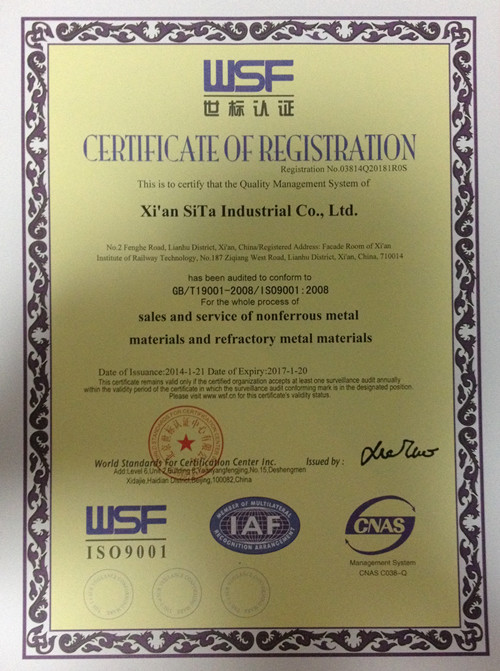 WSF
世标认证
CERTIFICATE OF REGISTRATION
Registration No.03814Q20181R0S
This is to certify that the Quality Management System of
Xi'an SiTa Industrial Co., Ltd.
No.2 Fenghe Road, Lianhu District, Xi'an, China/Registered Address: Facade Room of Xi'an
Institute of Railway Technology, No.187 Ziqiang West Road, Lianhu District, Xi'an, China, 710014
has been audited to conform to
GB/T19001-2008/ISO9001:2008
For the whole process of
sales and service of nonferrous metal
materials and refractory metal materials
Date of Issuance:2014-1-21 Date of Expiry:2017-1-20
This certificate remains valid only if the certified organization accepts at least one surveillance audit annually
within the validity period of the certificate in which the surveillance audit conforming mark is in the designated position.
Please visit www.wsf.cn for this certificate's validity status.
World Standards For Certification Center Inc.
Issued by :
Add:Level 6,Unit 7,Building 6,Yadiyangfengjing,No.15,Deshengmen
Xidajie,Haidian District,Beijing,100082,China
WSF
ISO9001
MEMBER OF MULTILATERAL
IAF
RECOGNITION ARRANGEMENT
CNAS
Management System
CNAS C038-Q